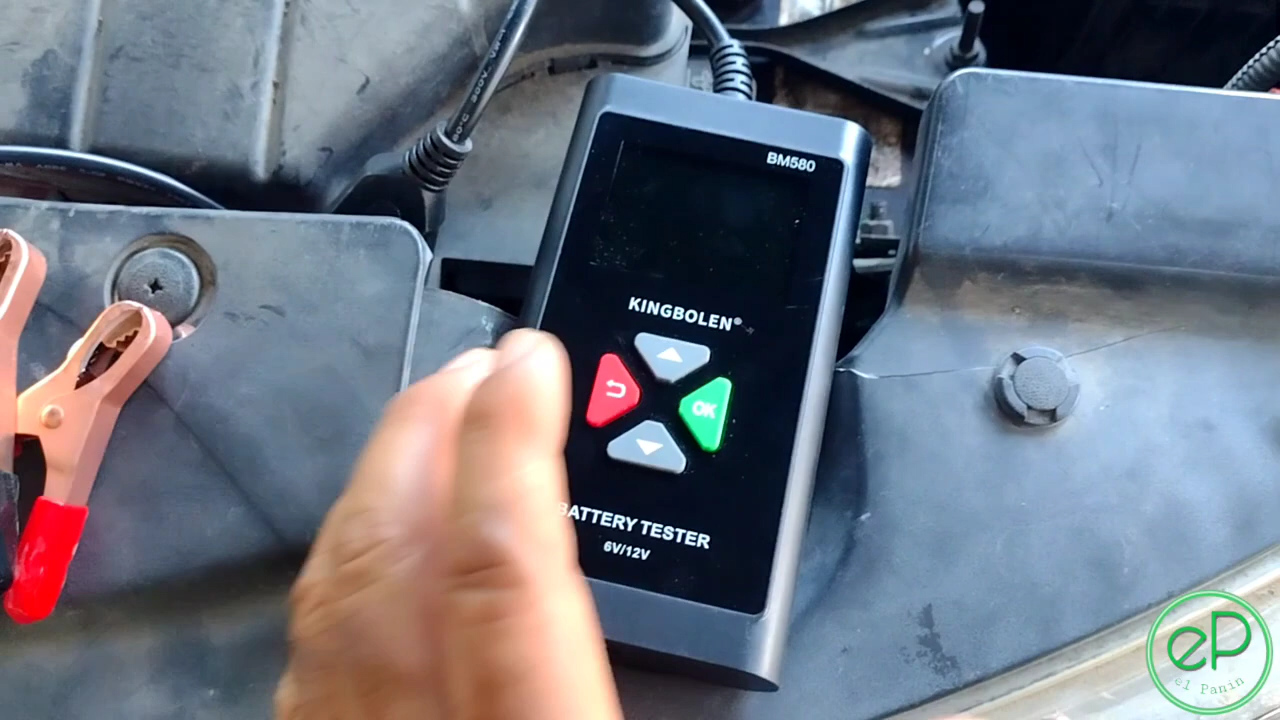 BM580
KINGBOLEN®
OK
BATTERY TESTER
6V/12V
eP
el Panin